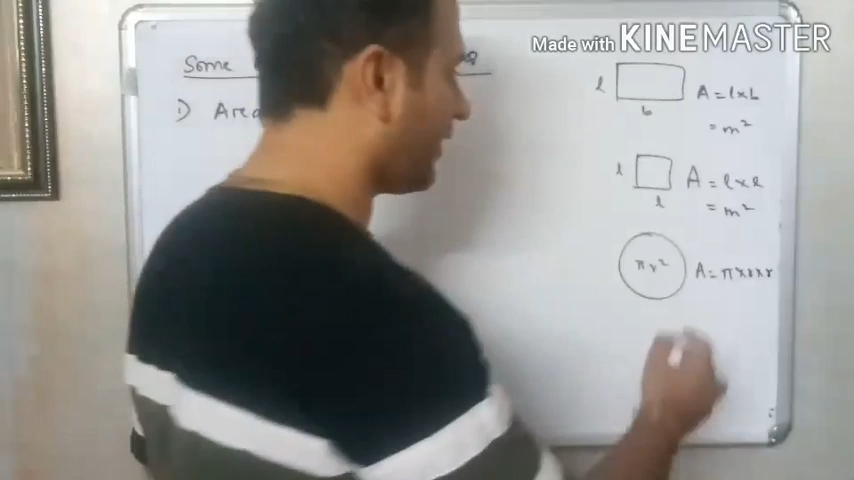 Made with KINEMASTER
Some
1) Area
l
b
A = l x b
= m²
l
l
A = l x l
= m²
πr²
A = π x r x r